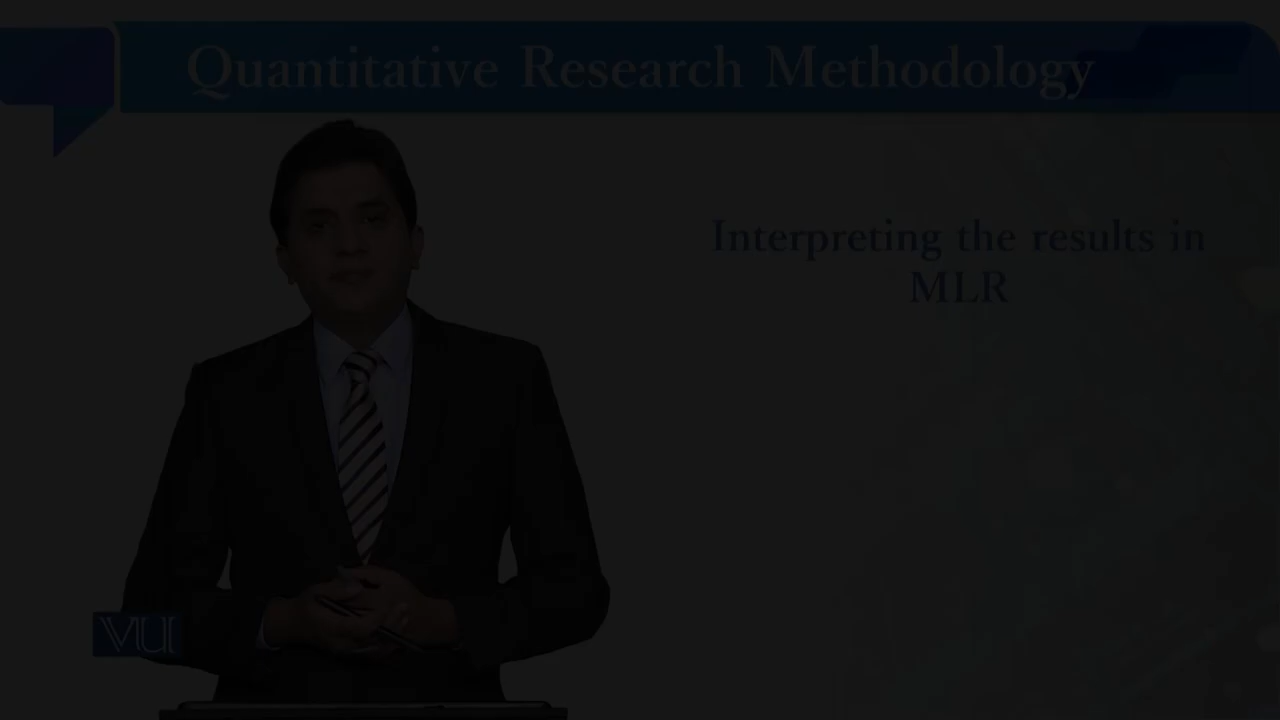 Quantitative Research Methodology
Interpreting the results in
MLR
VU